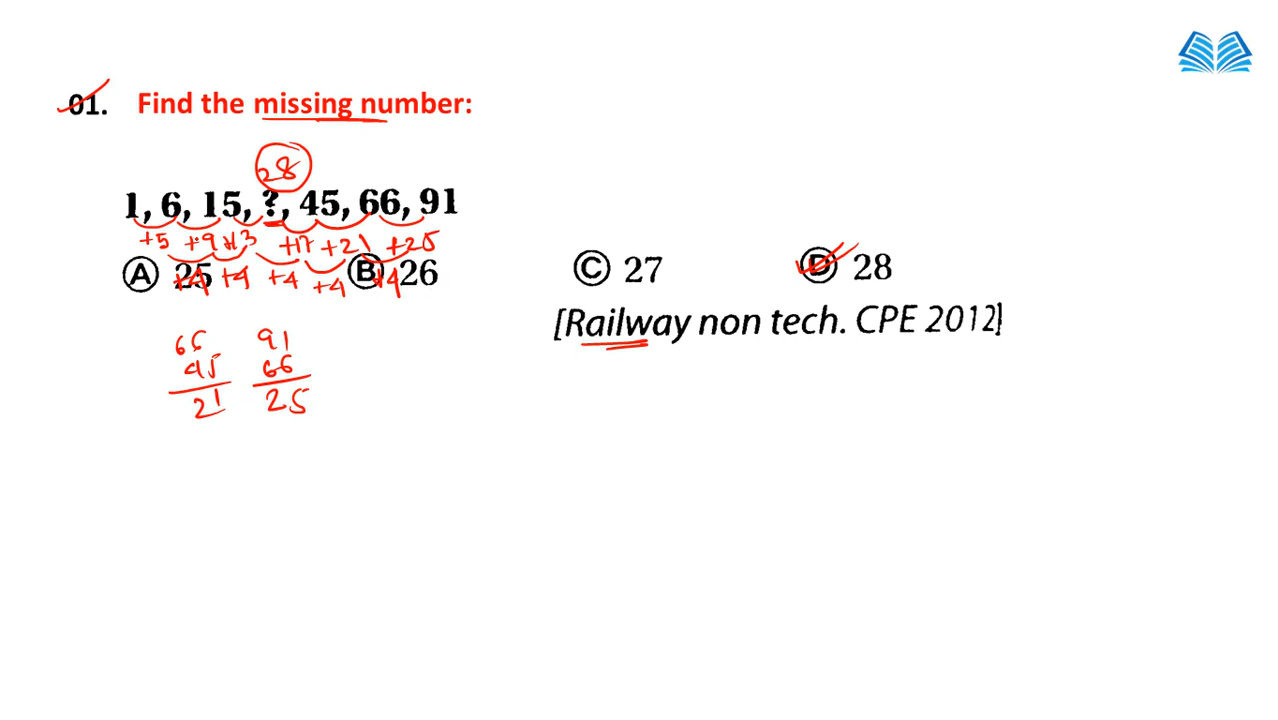 01. Find the missing number:
28
1, 6, 15, ?, 45, 66, 91
+5 +9 +13 +17 +21 +25
Ⓐ 25 Ⓑ 26 Ⓒ 27 Ⓓ 28
+4 +4 +4 +4 +4
[Railway non tech. CPE 2012]
66 91
45 66
21 25